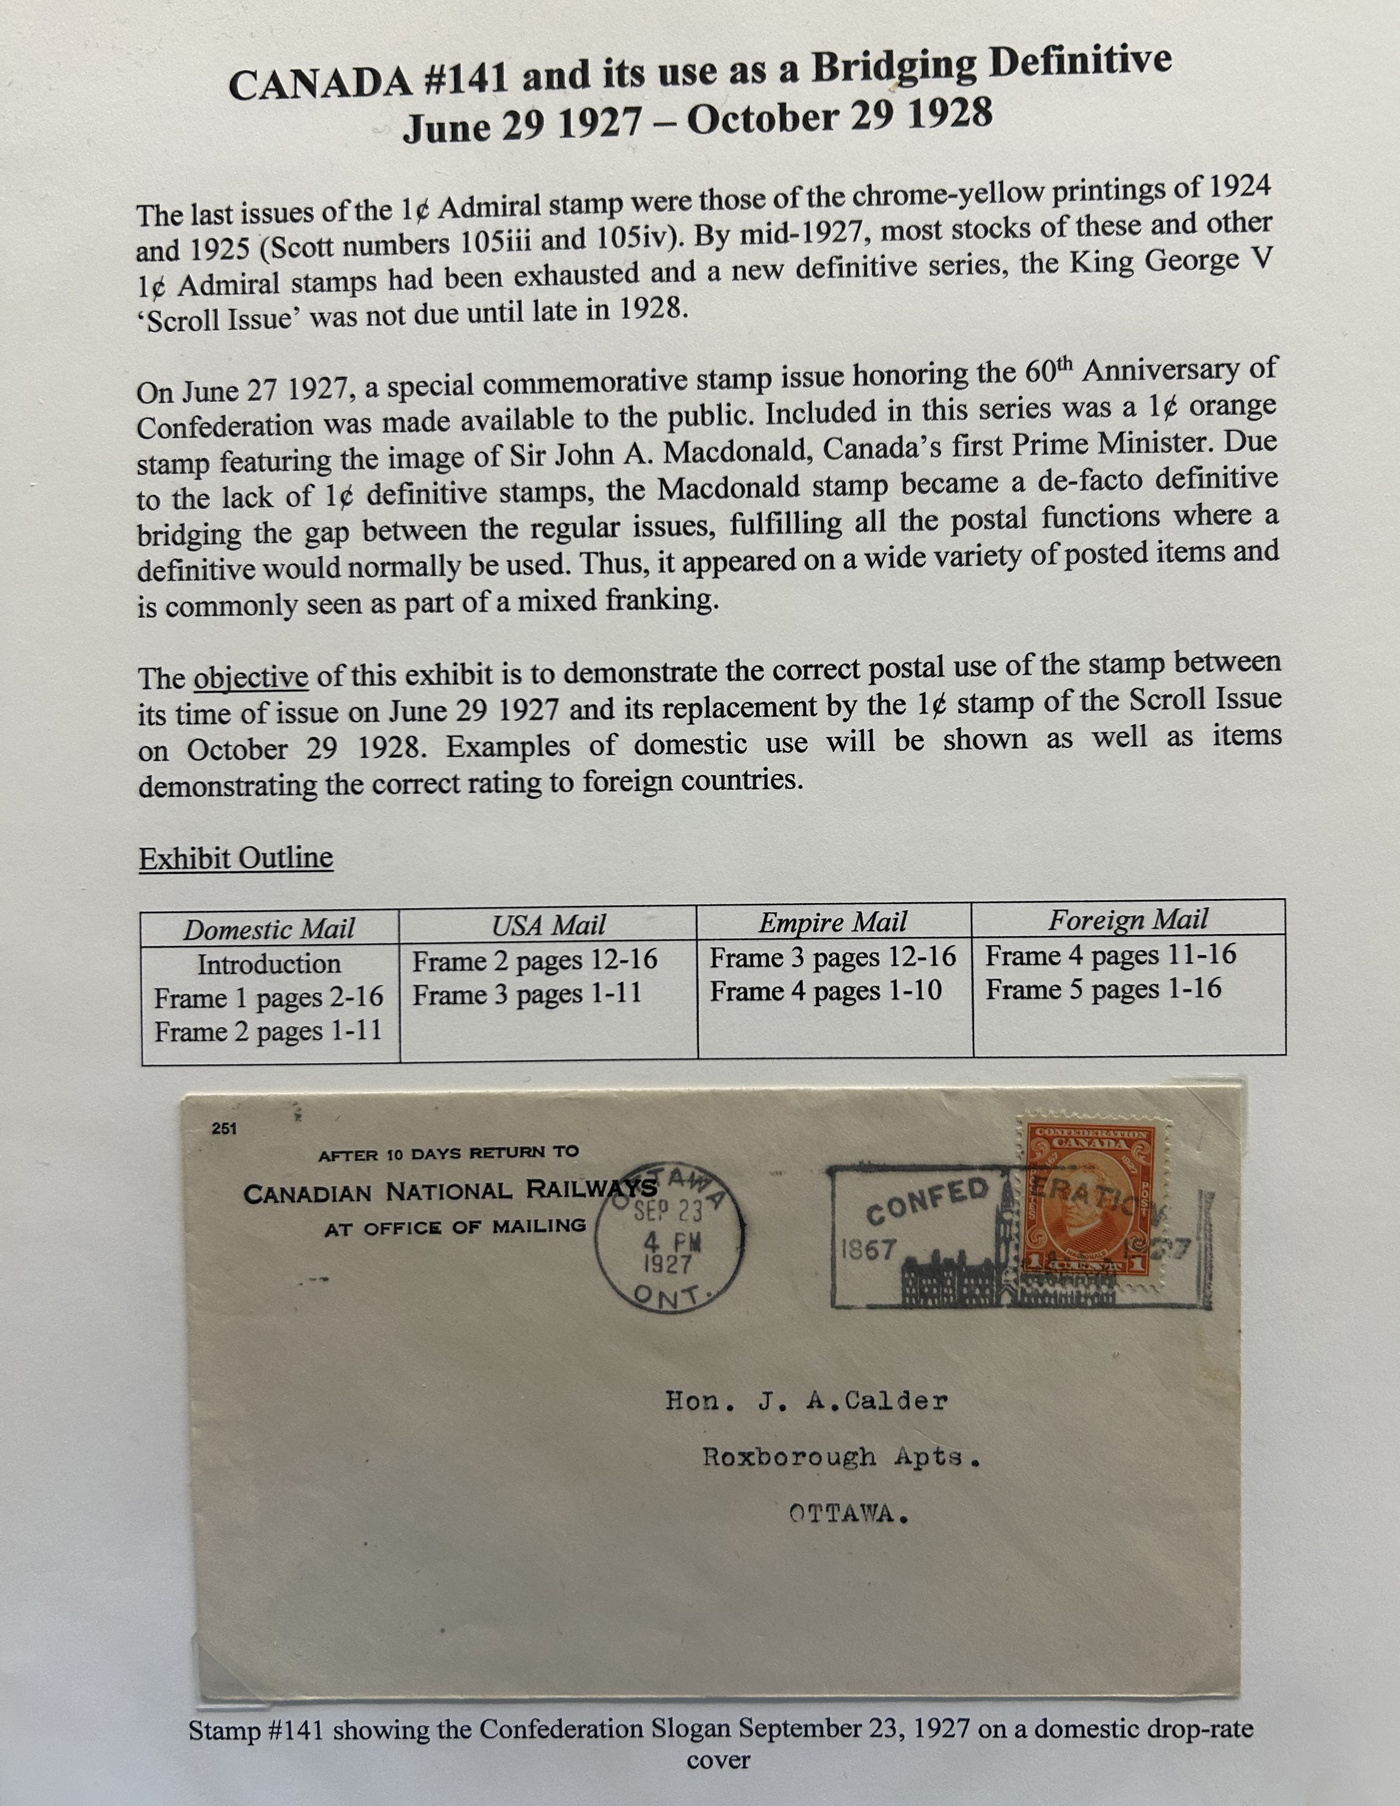 CANADA #141 and its use as a Bridging Definitive
June 29 1927 – October 29 1928
The last issues of the 1¢ Admiral stamp were those of the chrome-yellow printings of 1924
and 1925 (Scott numbers 105iii and 105iv). By mid-1927, most stocks of these and other
1¢ Admiral stamps had been exhausted and a new definitive series, the King George V
‘Scroll Issue’ was not due until late in 1928.
On June 27 1927, a special commemorative stamp issue honoring the 60th Anniversary of
Confederation was made available to the public. Included in this series was a 1¢ orange
stamp featuring the image of Sir John A. Macdonald, Canada’s first Prime Minister. Due
to the lack of 1¢ definitive stamps, the Macdonald stamp became a de-facto definitive
bridging the gap between the regular issues, fulfilling all the postal functions where a
definitive would normally be used. Thus, it appeared on a wide variety of posted items and
is commonly seen as part of a mixed franking.
The objective of this exhibit is to demonstrate the correct postal use of the stamp between
its time of issue on June 29 1927 and its replacement by the 1¢ stamp of the Scroll Issue
on October 29 1928. Examples of domestic use will be shown as well as items
demonstrating the correct rating to foreign countries.
Exhibit Outline
Domestic Mail USA Mail Empire Mail Foreign Mail
Introduction Frame 2 pages 12-16 Frame 3 pages 12-16 Frame 4 pages 11-16
Frame 1 pages 2-16 Frame 3 pages 1-11 Frame 4 pages 1-10 Frame 5 pages 1-16
Frame 2 pages 1-11
251
AFTER 10 DAYS RETURN TO
CANADIAN NATIONAL RAILWAYS
AT OFFICE OF MAILING
OTTAWA
SEP 23
4 PM
1927
ONT.
CONFEDERATION
1867 1927
CONFEDERATION
CANADA
1 1
Hon. J. A.Calder
Roxborough Apts.
OTTAWA.
Stamp #141 showing the Confederation Slogan September 23, 1927 on a domestic drop-rate
cover